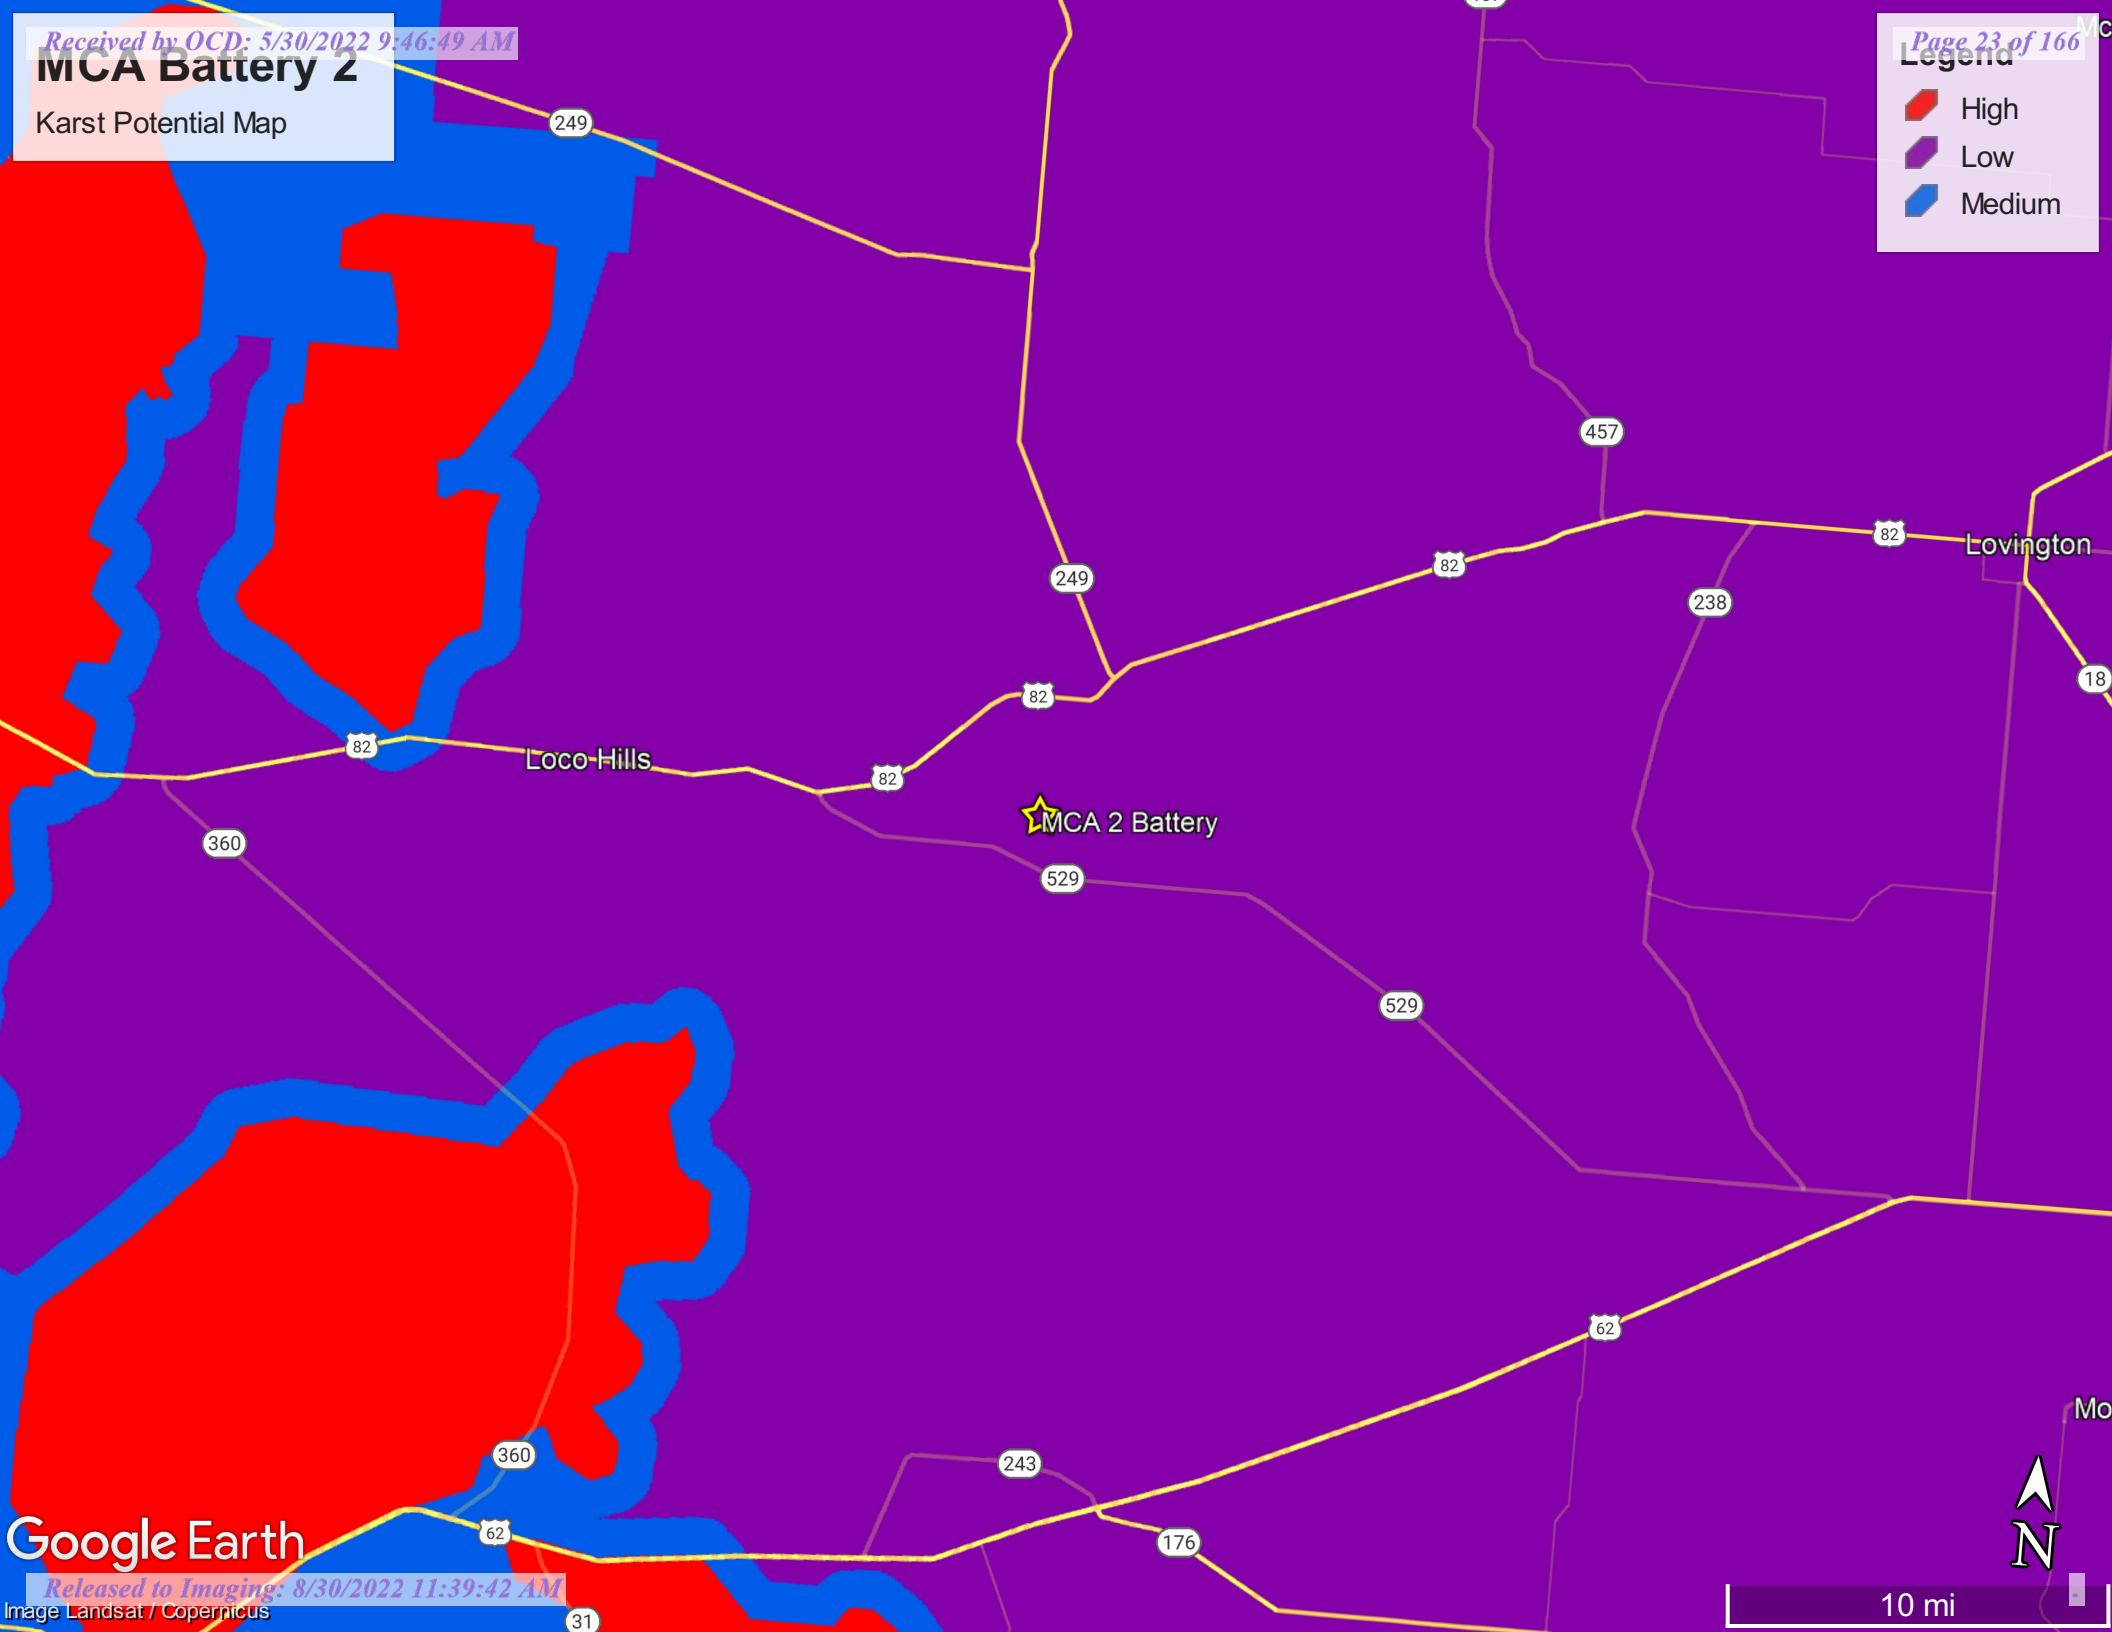 Received by OCD: 5/30/2022 9:46:49 AM
Page 23 of 166
MCA Battery 2
Karst Potential Map
Legend
High
Low
Medium
Mc
249
457
249
82
82
Lovington
238
18
82
82
Loco Hills
82
MCA 2 Battery
360
529
529
62
Mo
360
243
62
176
N
Google Earth
Released to Imaging: 8/30/2022 11:39:42 AM
Image Landsat / Copernicus
31
10 mi